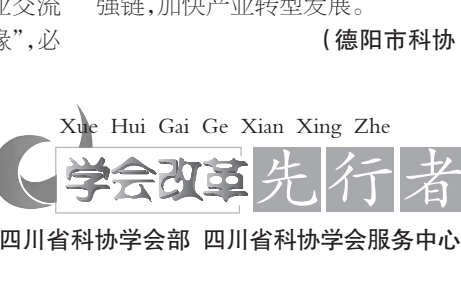 业交流 强链,加快产业转型发展。
缘”,必 (德阳市科协
Xue Hui Gai Ge Xian Xing Zhe
学会改革先行者
四川省科协学会部 四川省科协学会服务中心